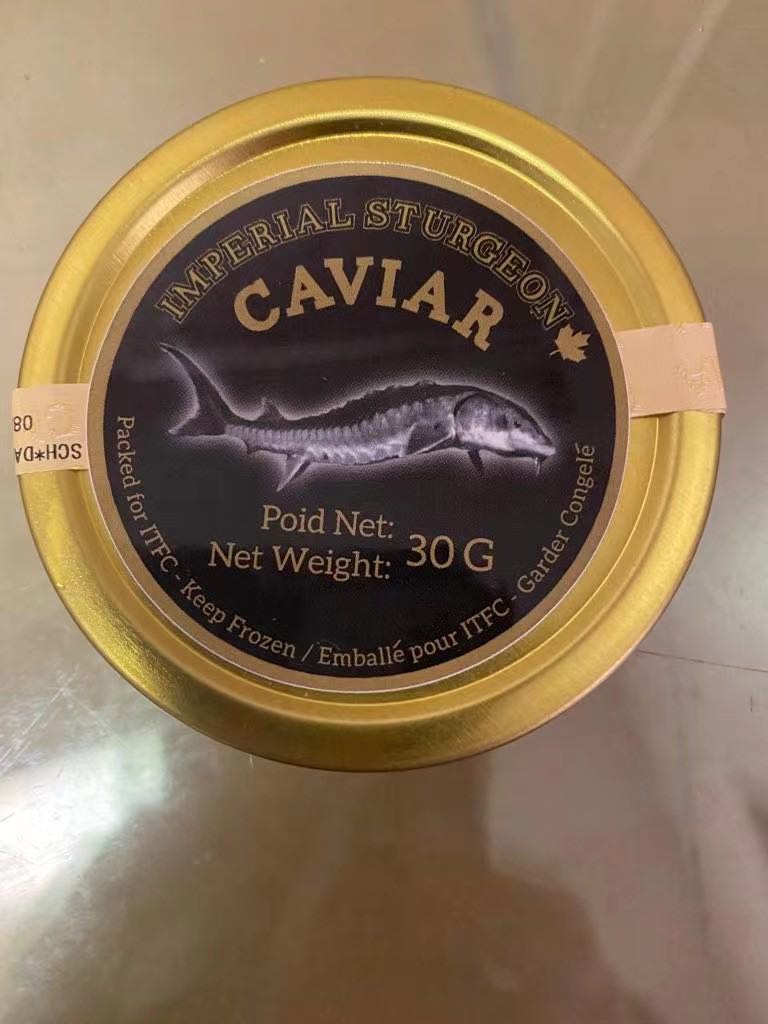 IMPERIAL STURGEON
CAVIAR
Poid Net:
Net Weight: 30 G
Packed for ITFC - Keep Frozen / Emballé pour ITFC - Garder Congelé
SCH*DA
08